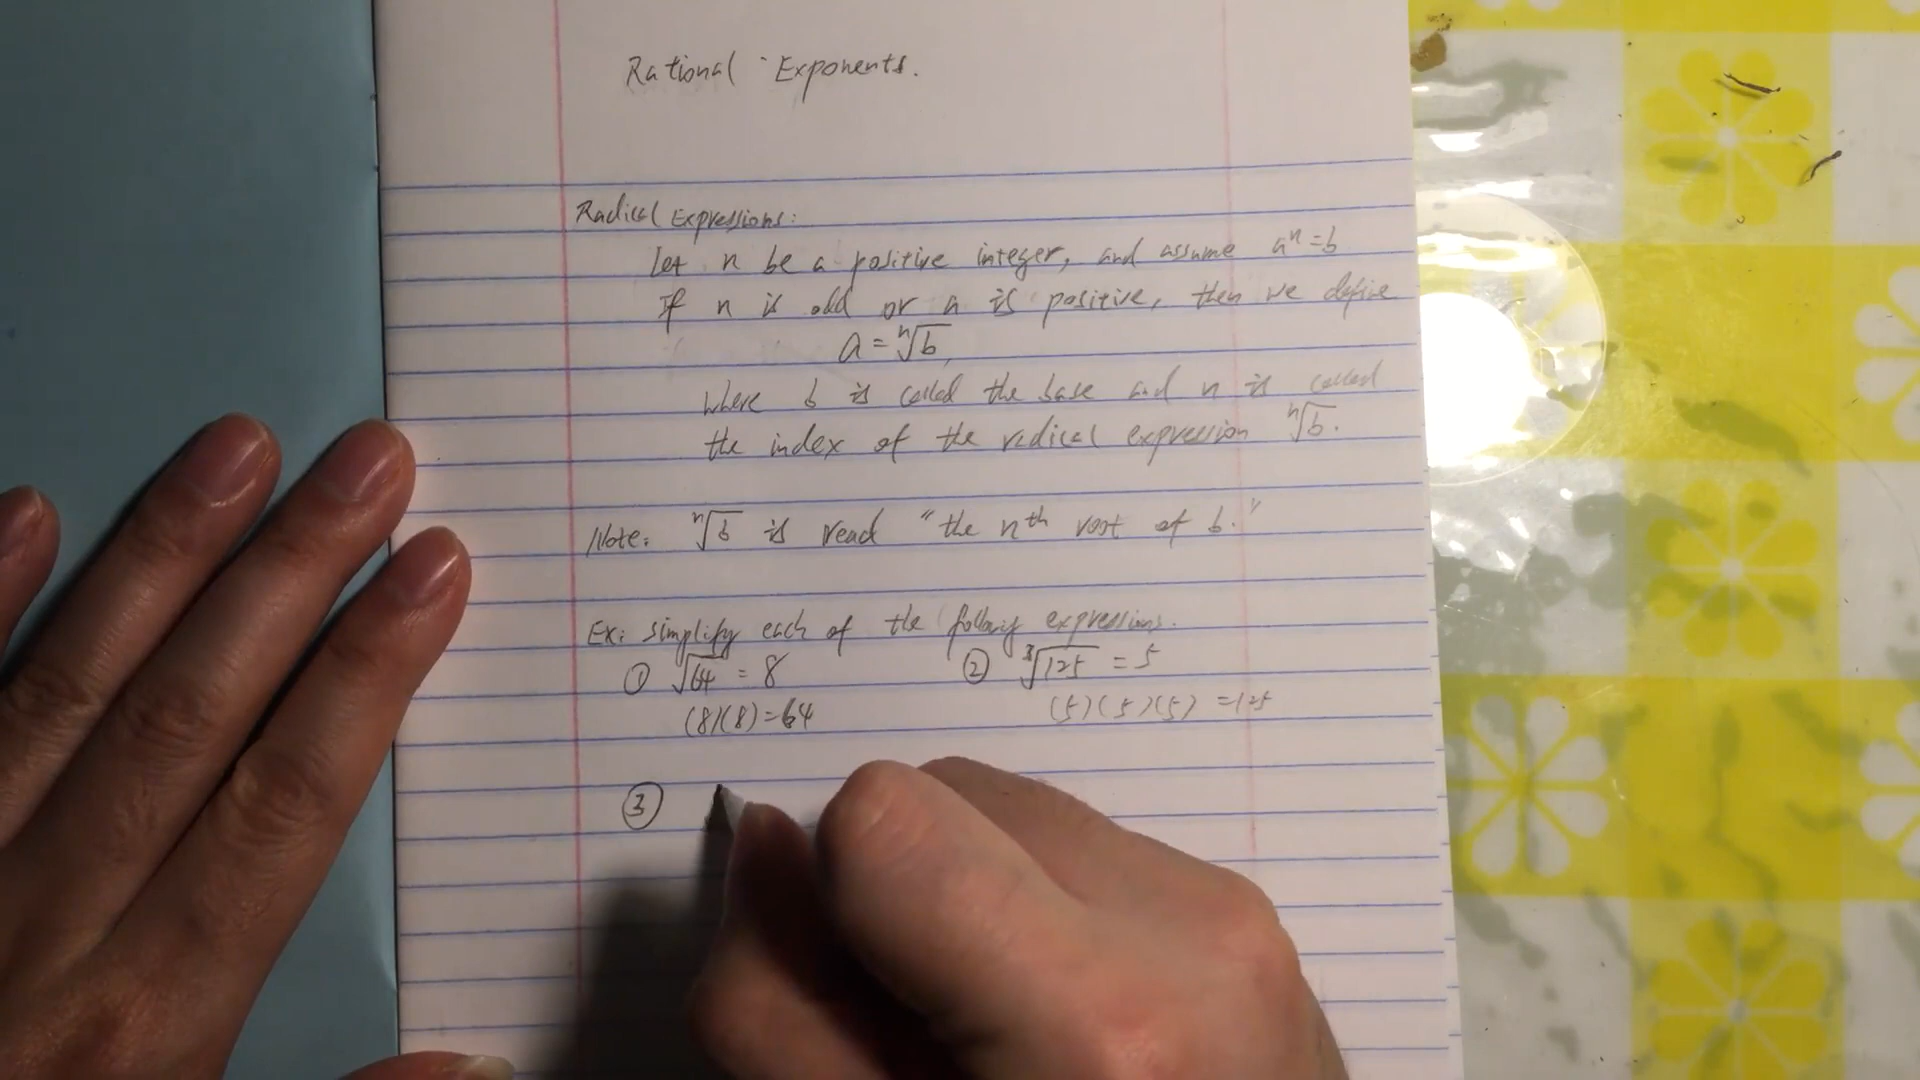 Rational Exponents.
Radical Expressions:
Let n be a positive integer, and assume aⁿ=b
If n is odd or a is positive, then we define
a = ⁿ√b,
where b is called the base and n is called
the index of the radical expression ⁿ√b.
Note: ⁿ√b is read "the nᵗʰ root of b."
Ex: simplify each of the following expressions.
① √64 = 8 ② ³√125 = 5
(8)(8)=64 (5)(5)(5) =125
③